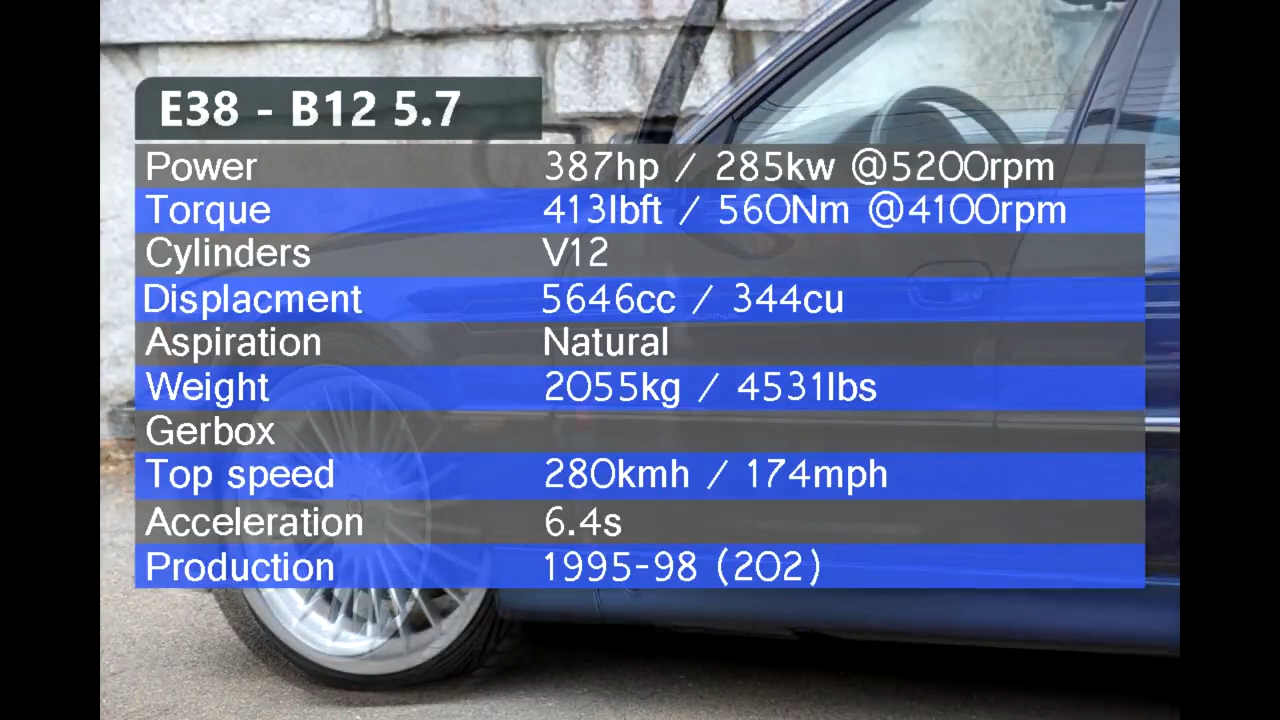 E38 - B12 5.7
Power 387hp / 285kw @5200rpm
Torque 413lbft / 560Nm @4100rpm
Cylinders V12
Displacment 5646cc / 344cu
Aspiration Natural
Weight 2055kg / 4531lbs
Gerbox
Top speed 280kmh / 174mph
Acceleration 6.4s
Production 1995-98 (202)